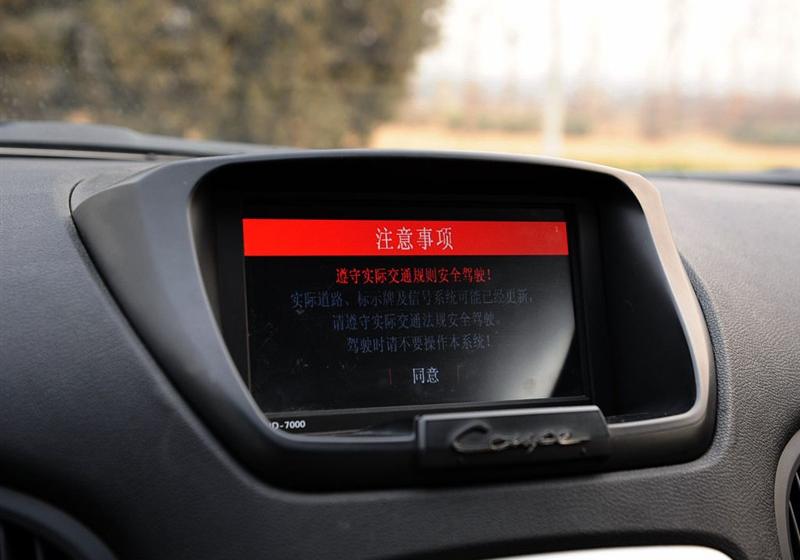 注意事项
遵守实际交通规则安全驾驶!
实际道路、标示牌及信号系统可能已经更新,
请遵守实际交通法规安全驾驶。
驾驶时请不要操作本系统!
同意
D-7000
Coupe